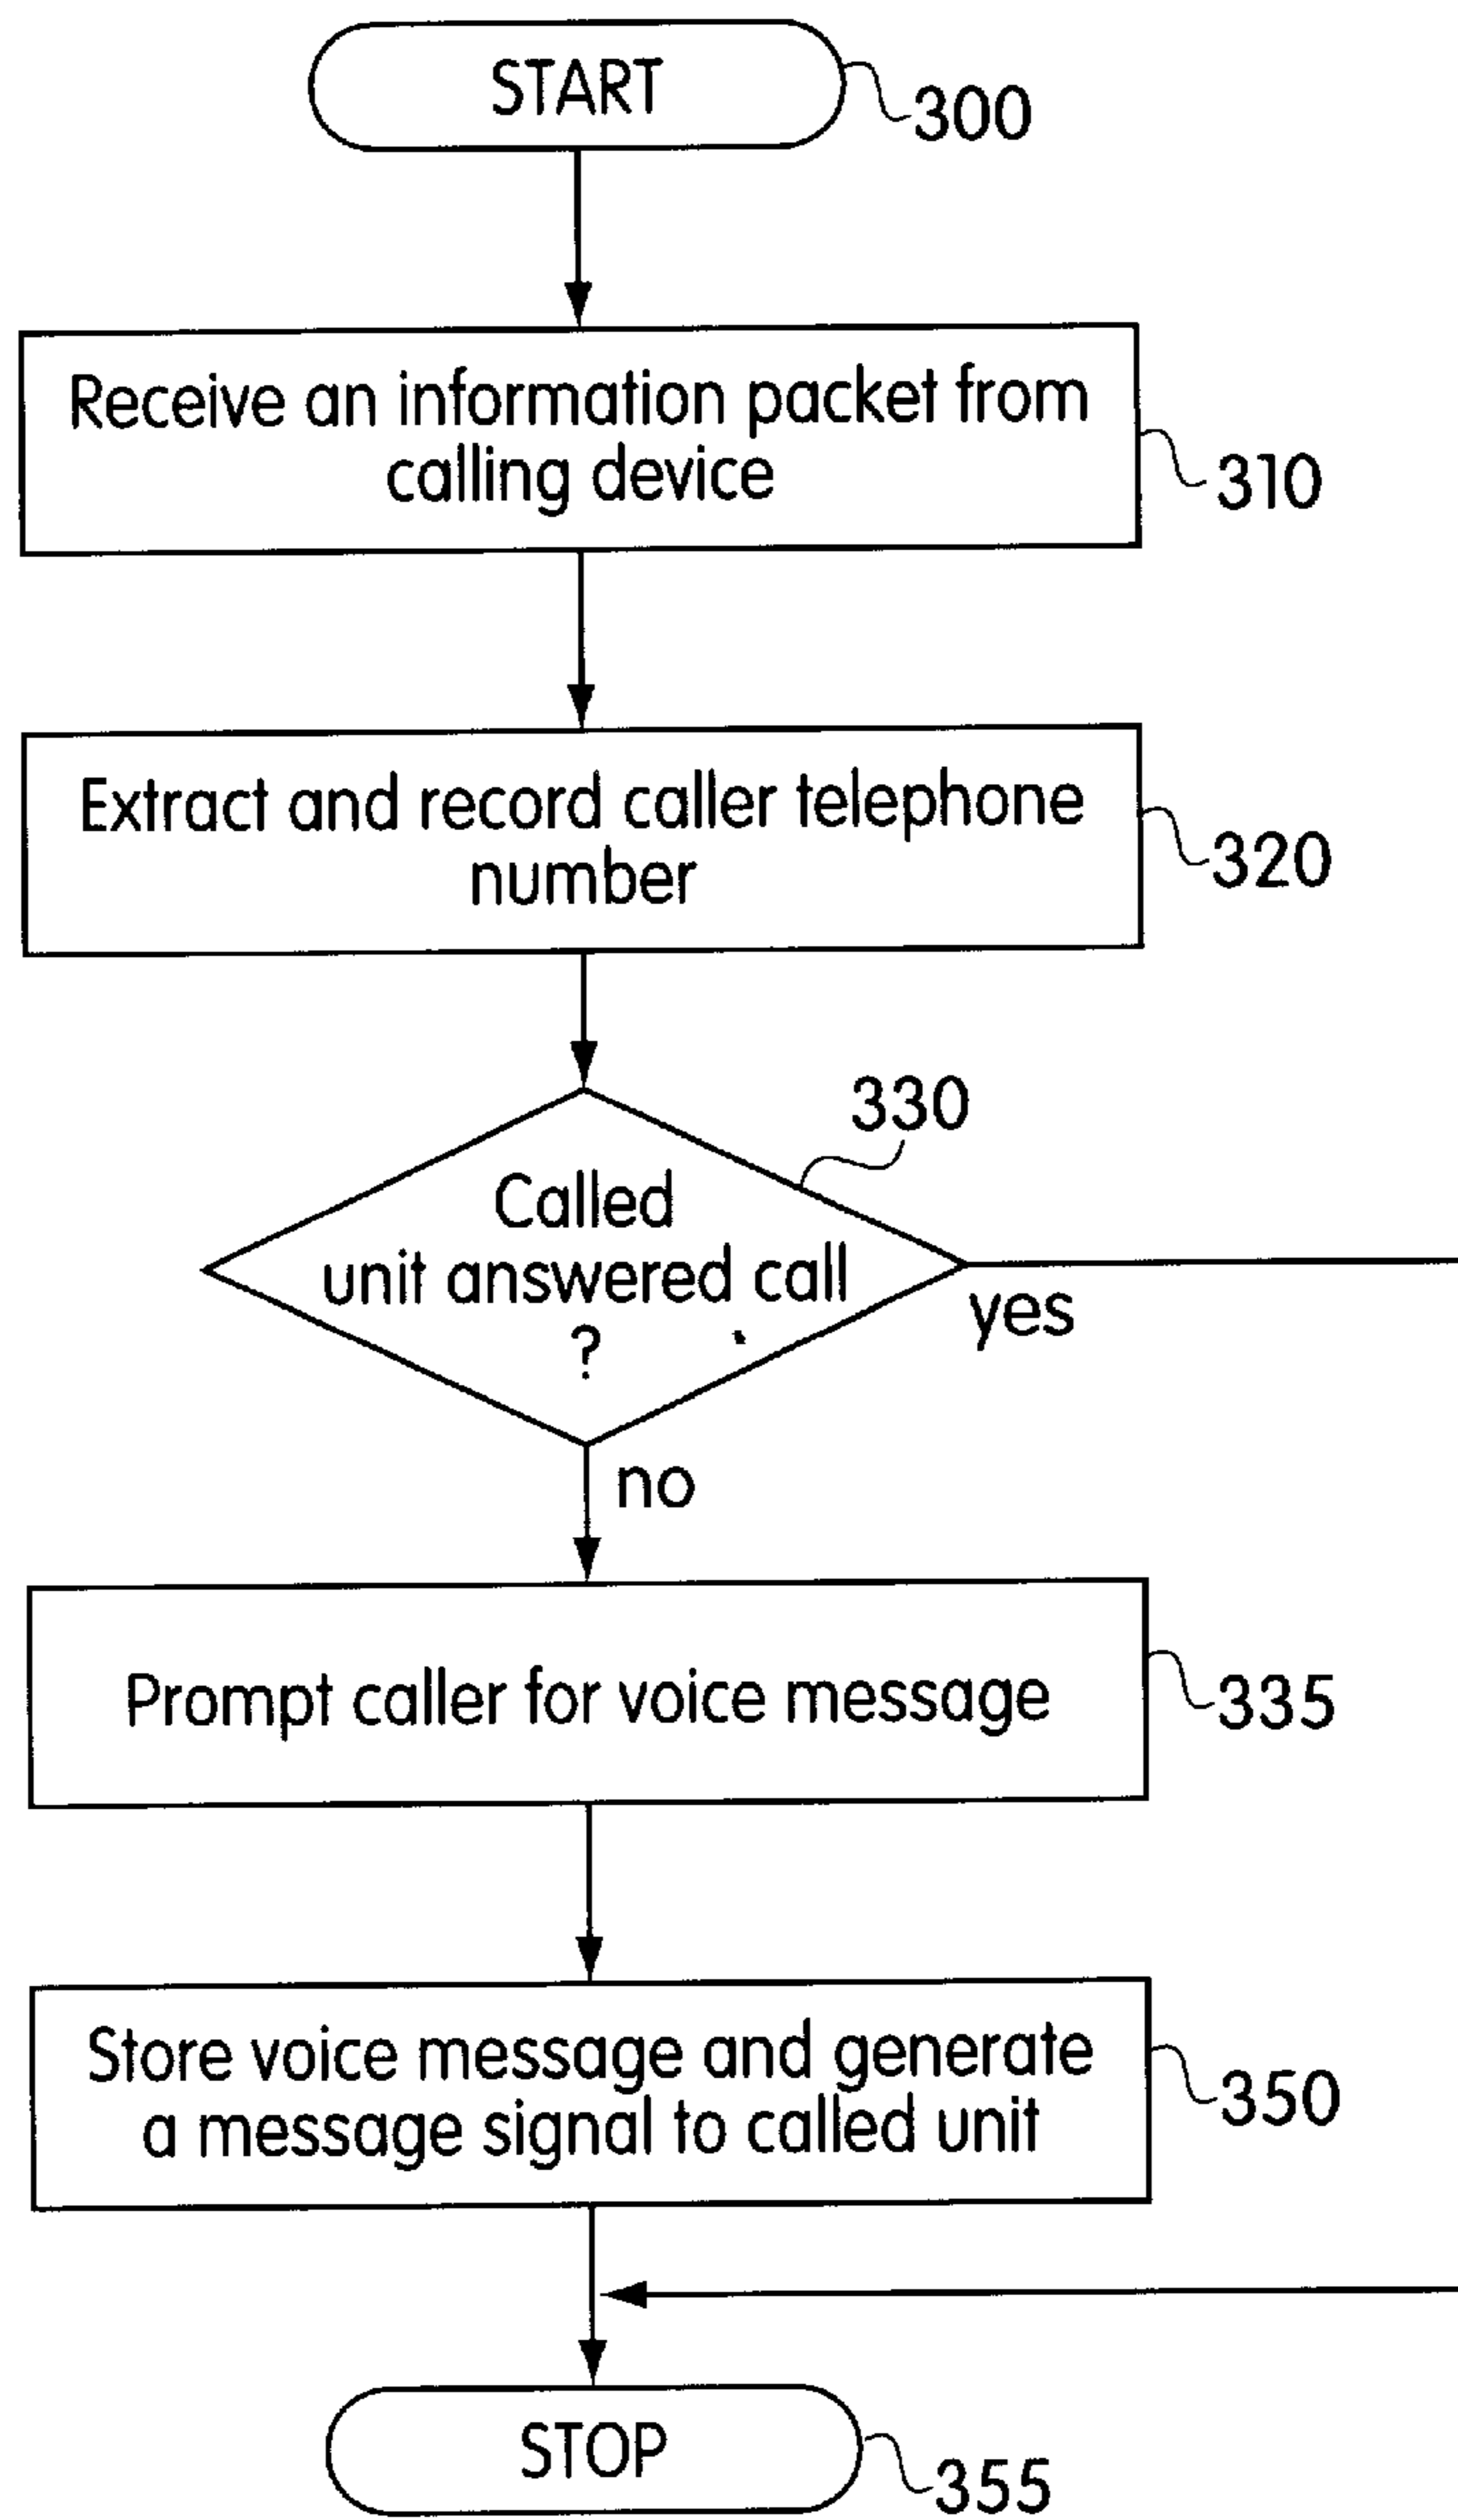 START
300
Receive an information packet from
calling device
310
Extract and record caller telephone
number
320
330
Called
unit answered call
?
yes
no
Prompt caller for voice message
335
Store voice message and generate
a message signal to called unit
350
STOP
355